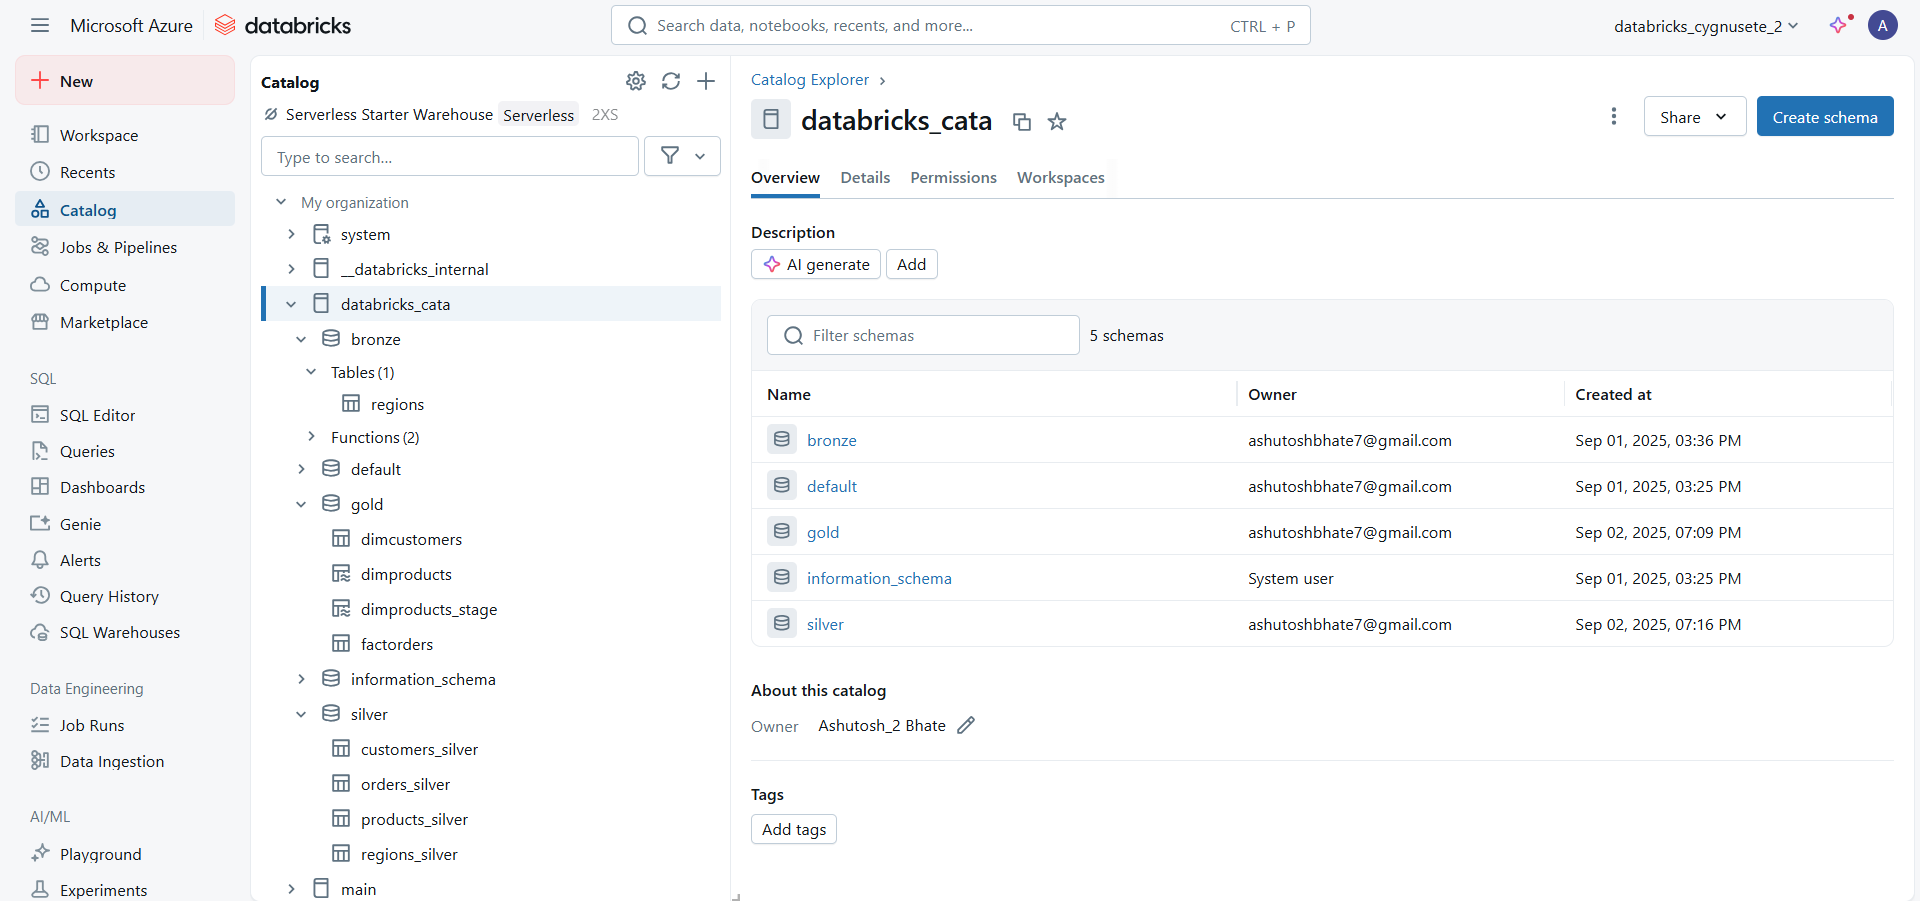 Microsoft Azure databricks
Search data, notebooks, recents, and more... CTRL + P
databricks_cygnusete_2
A
New
Workspace
Recents
Catalog
Jobs & Pipelines
Compute
Marketplace
SQL
SQL Editor
Queries
Dashboards
Genie
Alerts
Query History
SQL Warehouses
Data Engineering
Job Runs
Data Ingestion
AI/ML
Playground
Experiments
Catalog
Serverless Starter Warehouse Serverless 2XS
Type to search...
My organization
system
__databricks_internal
databricks_cata
bronze
Tables (1)
regions
Functions (2)
default
gold
dimcustomers
dimproducts
dimproducts_stage
factorders
information_schema
silver
customers_silver
orders_silver
products_silver
regions_silver
main
Catalog Explorer
databricks_cata
Share
Create schema
Overview Details Permissions Workspaces
Description
AI generate Add
Filter schemas 5 schemas
Name Owner Created at
bronze ashutoshbhate7@gmail.com Sep 01, 2025, 03:36 PM
default ashutoshbhate7@gmail.com Sep 01, 2025, 03:25 PM
gold ashutoshbhate7@gmail.com Sep 02, 2025, 07:09 PM
information_schema System user Sep 01, 2025, 03:25 PM
silver ashutoshbhate7@gmail.com Sep 02, 2025, 07:16 PM
About this catalog
Owner Ashutosh_2 Bhate
Tags
Add tags